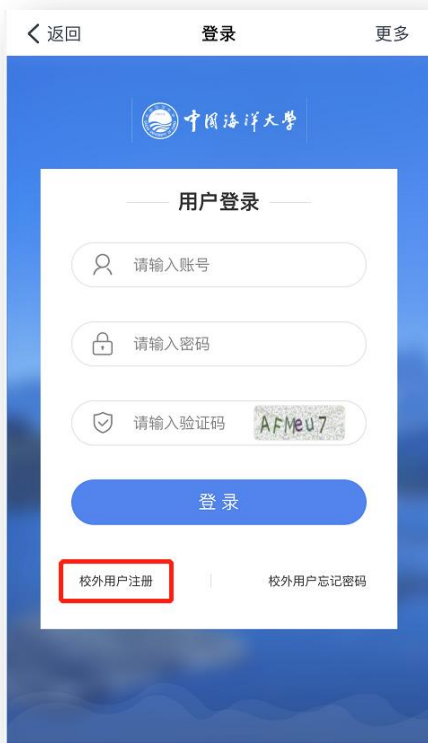 返回 登录 更多
中国海洋大学
用户登录
请输入账号
请输入密码
请输入验证码 AFMeu7
登录
校外用户注册 校外用户忘记密码